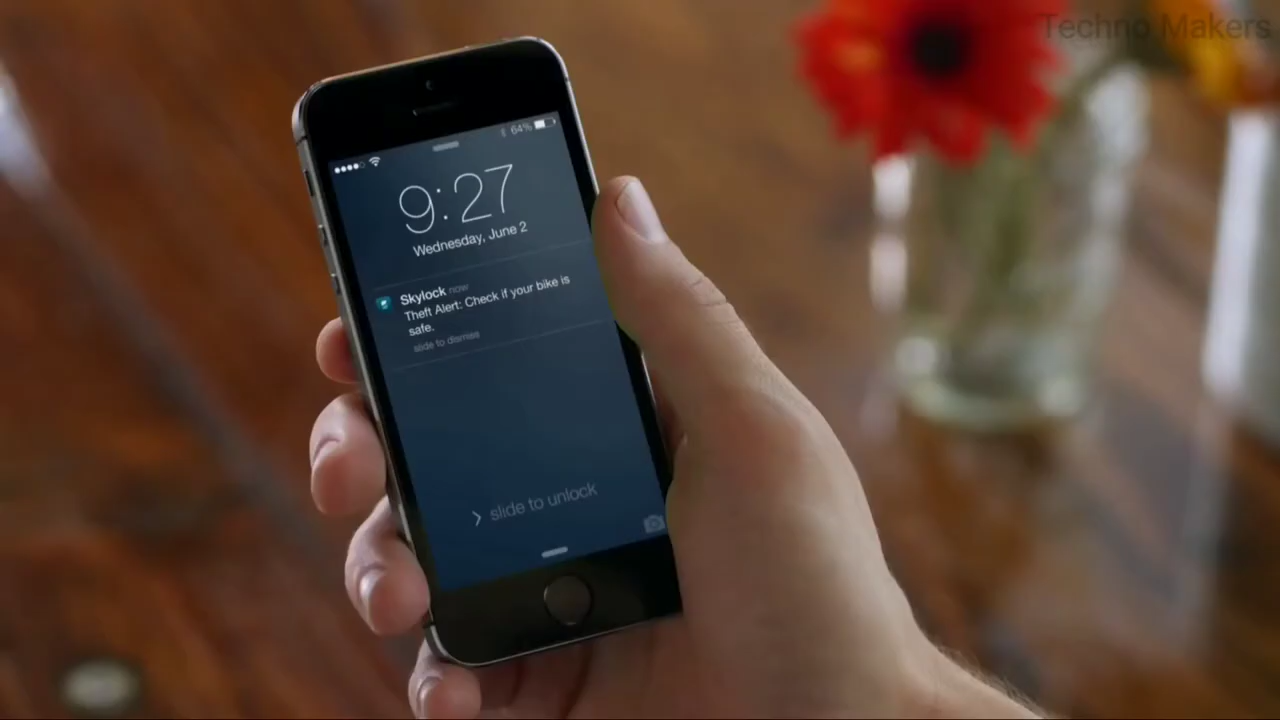 Techno Makers
64%
9:27
Wednesday, June 2
Skylock now
Theft Alert: Check if your bike is
safe.
slide to dismiss
slide to unlock